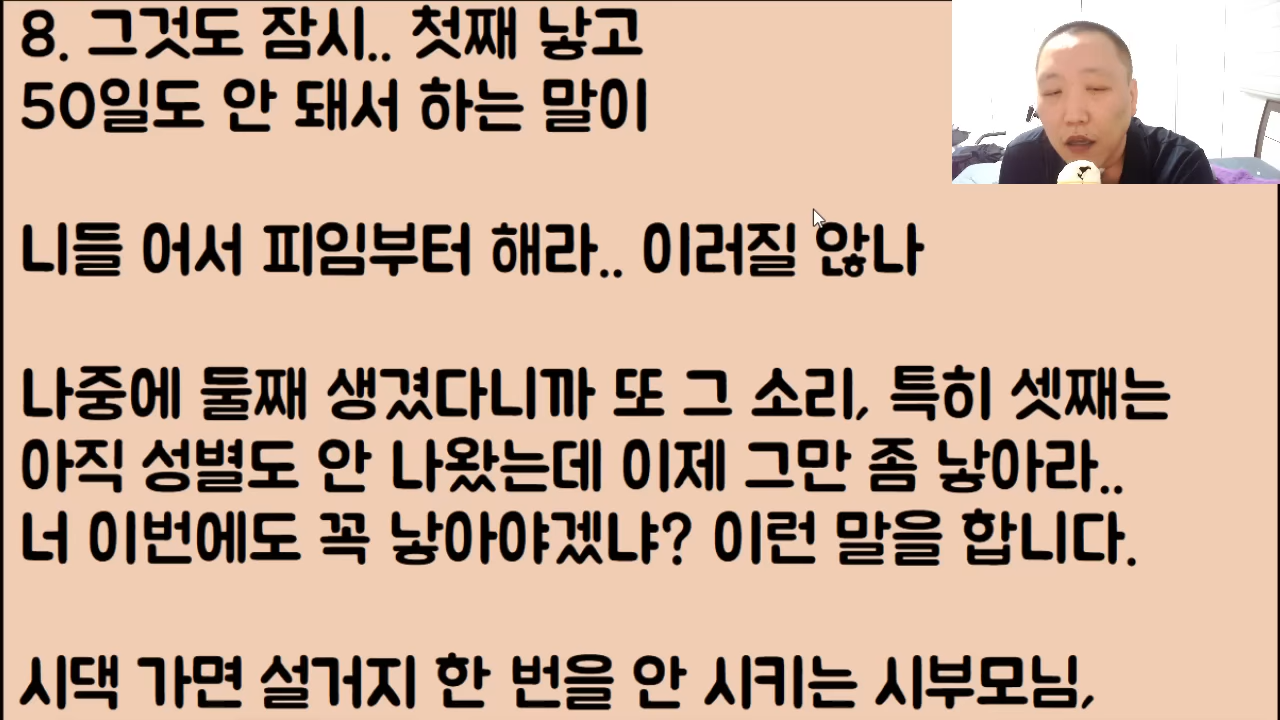 8. 그것도 잠시.. 첫째 낳고
50일도 안 돼서 하는 말이
니들 어서 피임부터 해라.. 이러질 않나
나중에 둘째 생겼다니까 또 그 소리, 특히 셋째는
아직 성별도 안 나왔는데 이제 그만 좀 낳아라..
너 이번에도 꼭 낳아야겠냐? 이런 말을 합니다.
시댁 가면 설거지 한 번을 안 시키는 시부모님,